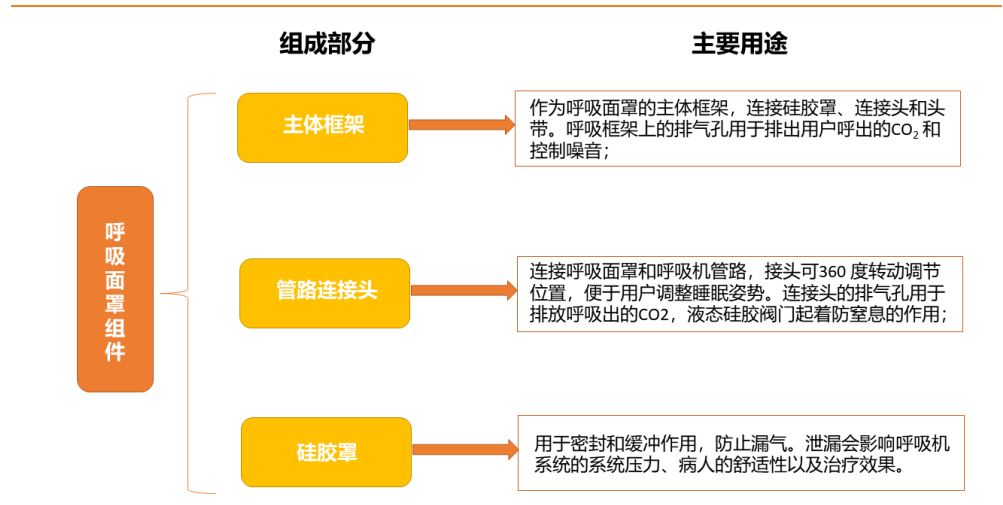 组成部分
主要用途
呼吸面罩组件
主体框架
作为呼吸面罩的主体框架，连接硅胶罩、连接头和头
带。呼吸框架上的排气孔用于排出用户呼出的CO₂和
控制噪音；
管路连接头
连接呼吸面罩和呼吸机管路，接头可360 度转动调节
位置，便于用户调整睡眠姿势。连接头的排气孔用于
排放呼吸出的CO2，液态硅胶阀门起着防窒息的作用；
硅胶罩
用于密封和缓冲作用，防止漏气。泄漏会影响呼吸机
系统的系统压力、病人的舒适性以及治疗效果。